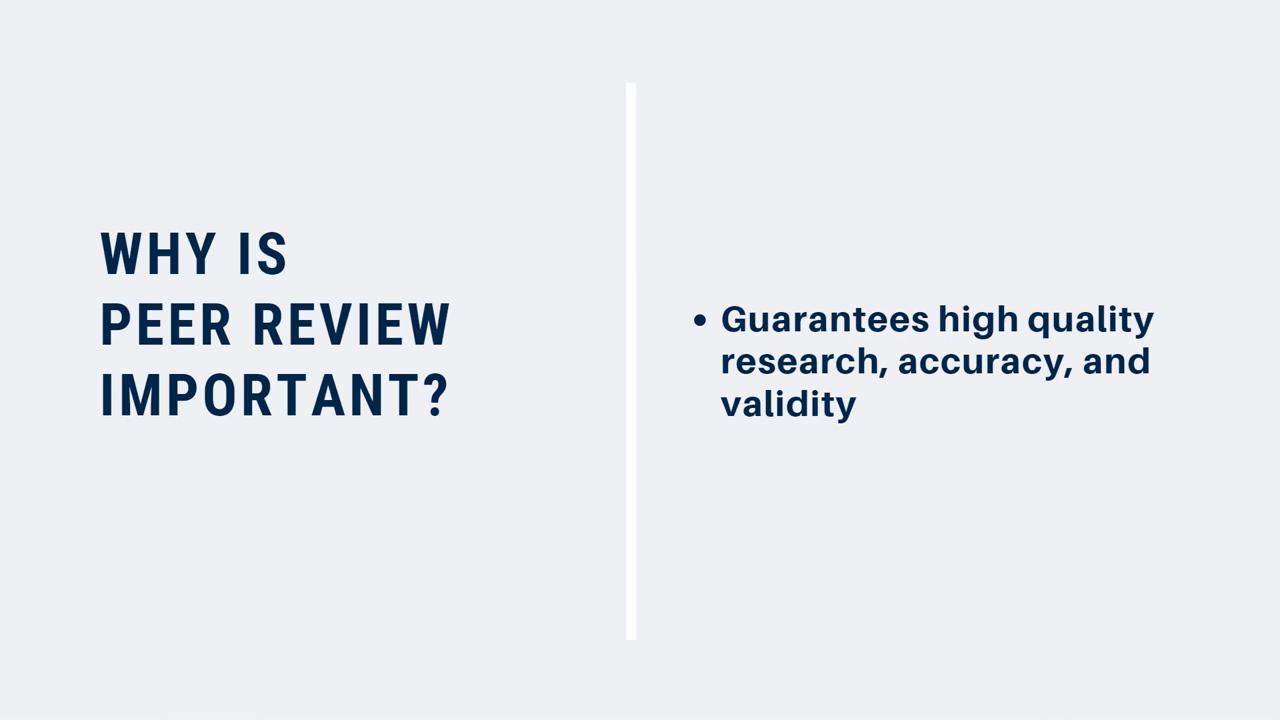 WHY IS
PEER REVIEW
IMPORTANT?
• Guarantees high quality
research, accuracy, and
validity